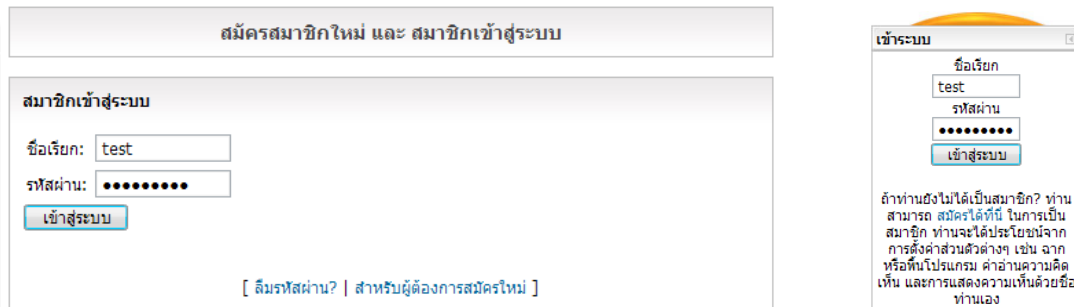 สมัครสมาชิกใหม่ และ สมาชิกเข้าสู่ระบบ
สมาชิกเข้าสู่ระบบ
ชื่อเรียก: test
รหัสผ่าน: •••••••••
เข้าสู่ระบบ
[ ลืมรหัสผ่าน? | สำหรับผู้ต้องการสมัครใหม่ ]
เข้าระบบ
ชื่อเรียก
test
รหัสผ่าน
•••••••••
เข้าสู่ระบบ
ถ้าท่านยังไม่ได้เป็นสมาชิก? ท่าน
สามารถ สมัครได้ที่นี่ ในการเป็น
สมาชิก ท่านจะได้ประโยชน์จาก
การตั้งค่าส่วนตัวต่างๆ เช่น ฉาก
หรือพื้นโปรแกรม ค่าอ่านความคิด
เห็น และการแสดงความเห็นด้วยชื่อ
ท่านเอง